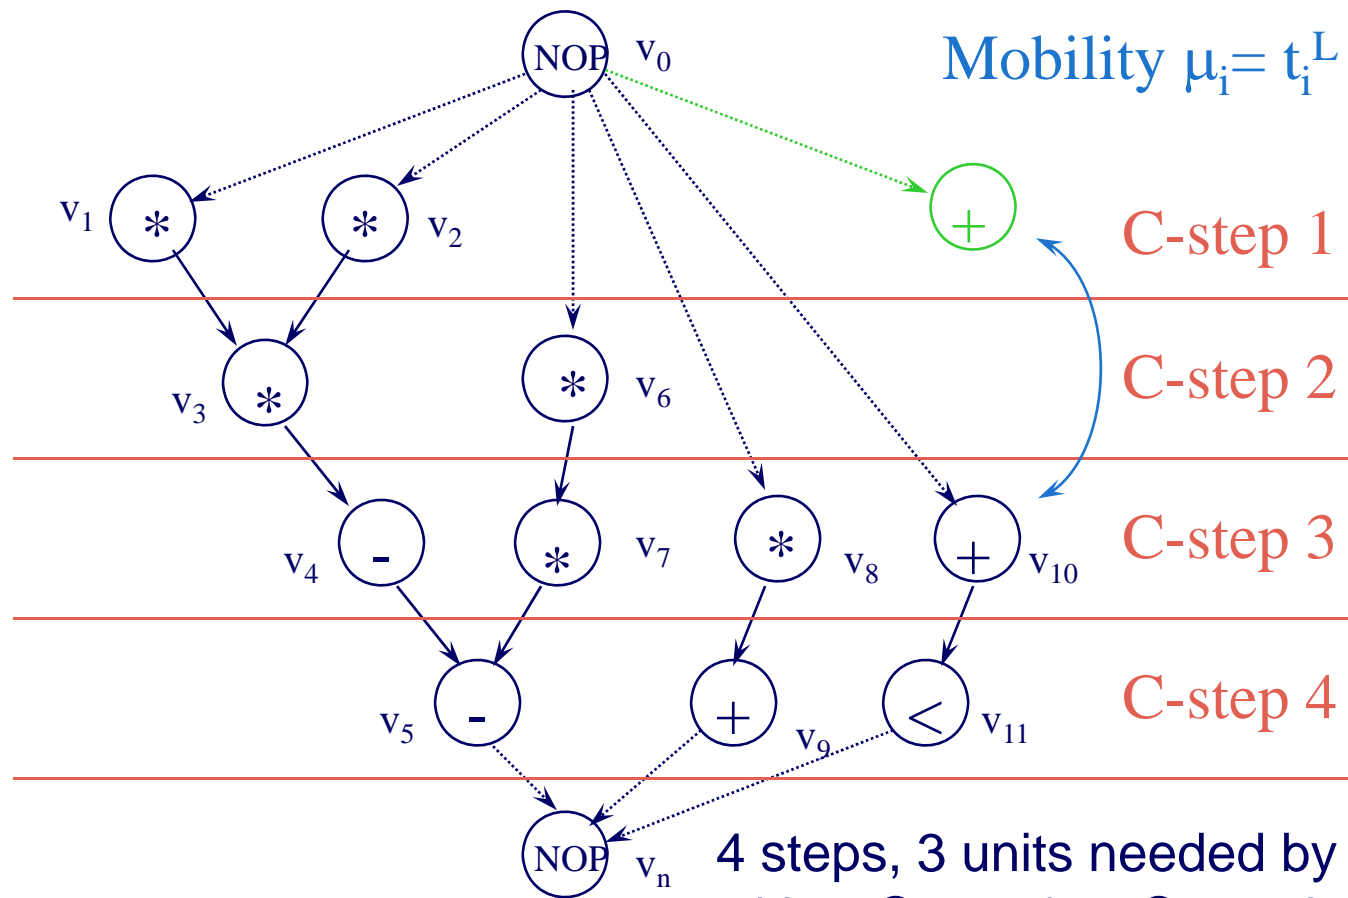 NOP v0
Mobility μi= tiL
v1 * * v2 + C-step 1
v3 * * v6 C-step 2
v4 - * v7 * v8 + v10 C-step 3
v5 - + v9 < v11 C-step 4
NOP vn 4 steps, 3 units needed by